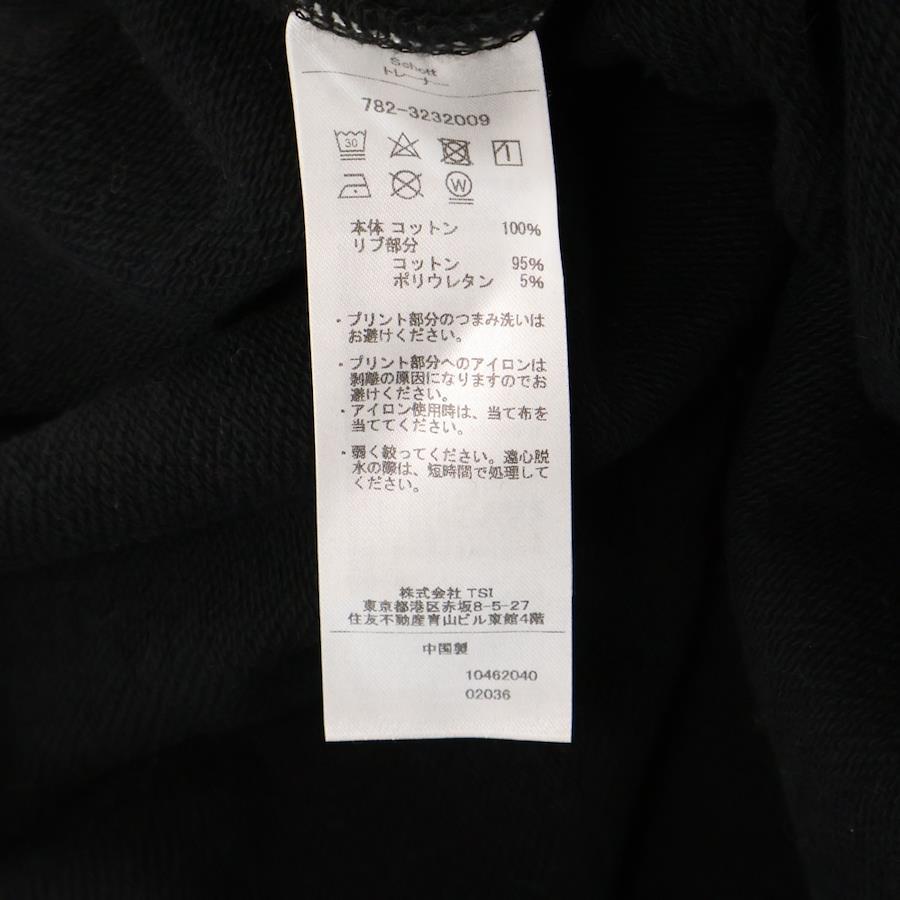 Schott
トレーナー
782-3232009
30
W
本体 コットン 100%
リブ部分
コットン 95%
ポリウレタン 5%
・プリント部分のつまみ洗いは
お避けください。
・プリント部分へのアイロンは
剥離の原因になりますのでお
避けください。
・アイロン使用時は、当て布を
当ててください。
・弱く絞ってください。遠心脱
水の際は、短時間で処理して
ください。
株式会社 TSI
東京都港区赤坂8-5-27
住友不動産青山ビル東館4階
中国製
10462040
02036